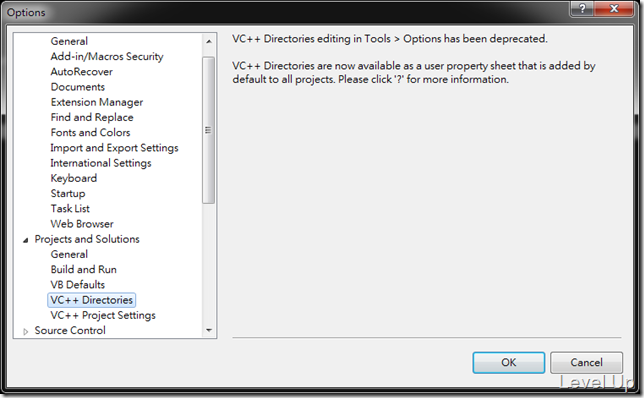 Options
General
Add-in/Macros Security
AutoRecover
Documents
Extension Manager
Find and Replace
Fonts and Colors
Import and Export Settings
International Settings
Keyboard
Startup
Task List
Web Browser
Projects and Solutions
General
Build and Run
VB Defaults
VC++ Directories
VC++ Project Settings
Source Control
VC++ Directories editing in Tools > Options has been deprecated.
VC++ Directories are now available as a user property sheet that is added by
default to all projects. Please click '?' for more information.
OK
Cancel
Level Up